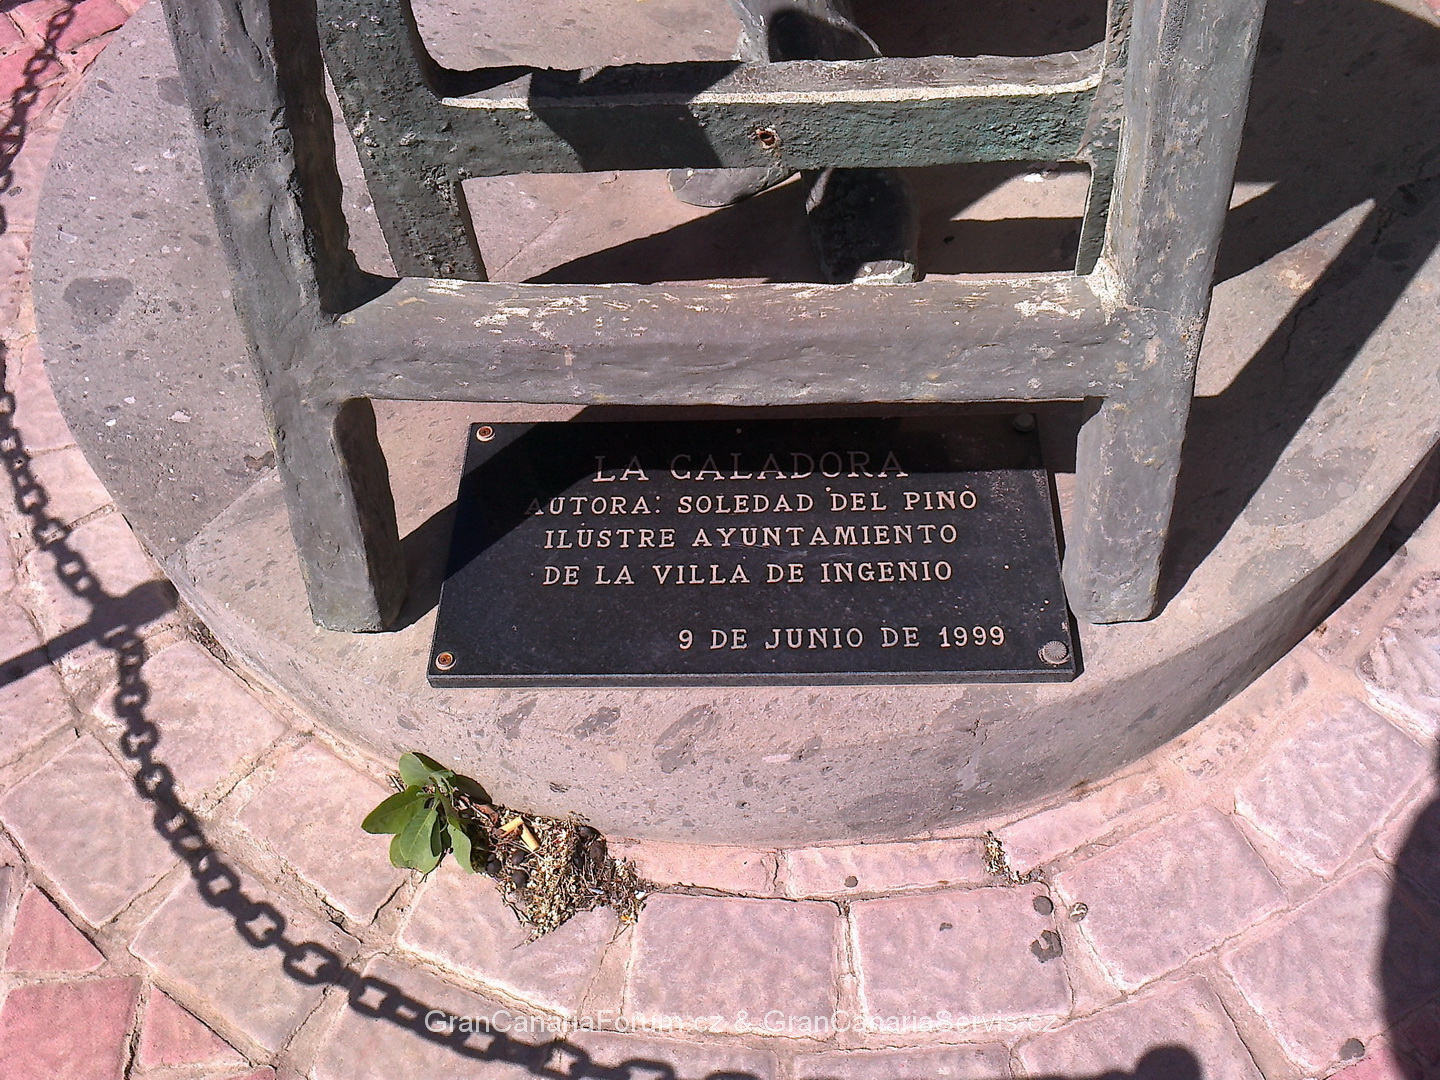 LA CALADORA
AUTORA: SOLEDAD DEL PINO
ILUSTRE AYUNTAMIENTO
DE LA VILLA DE INGENIO
9 DE JUNIO DE 1999
GranCanariaForum.cz & GranCanariaServis.cz